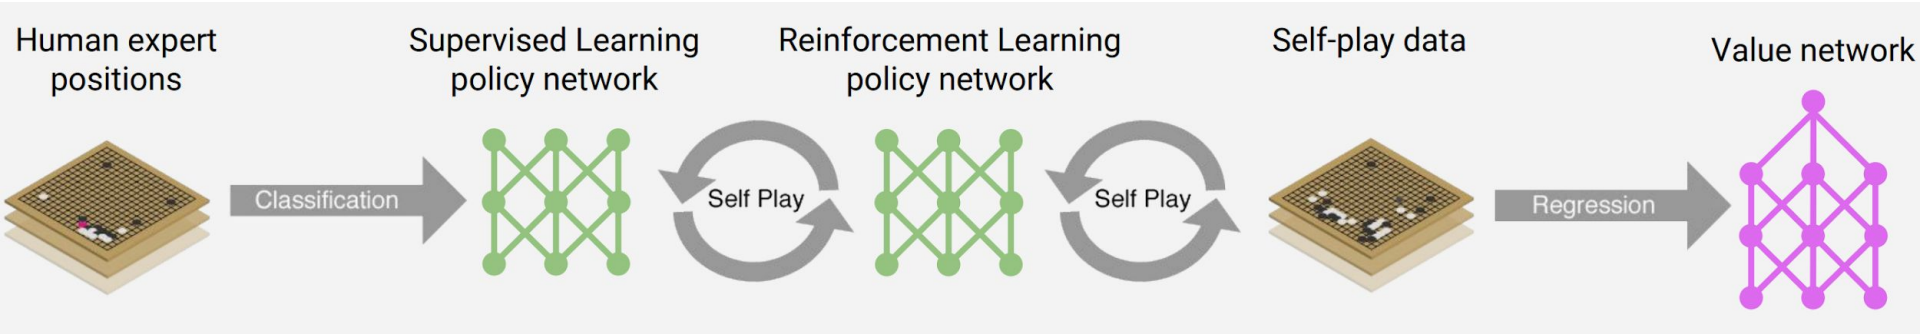 Human expert
positions
Classification
Supervised Learning
policy network
Self Play
Reinforcement Learning
policy network
Self Play
Self-play data
Regression
Value network